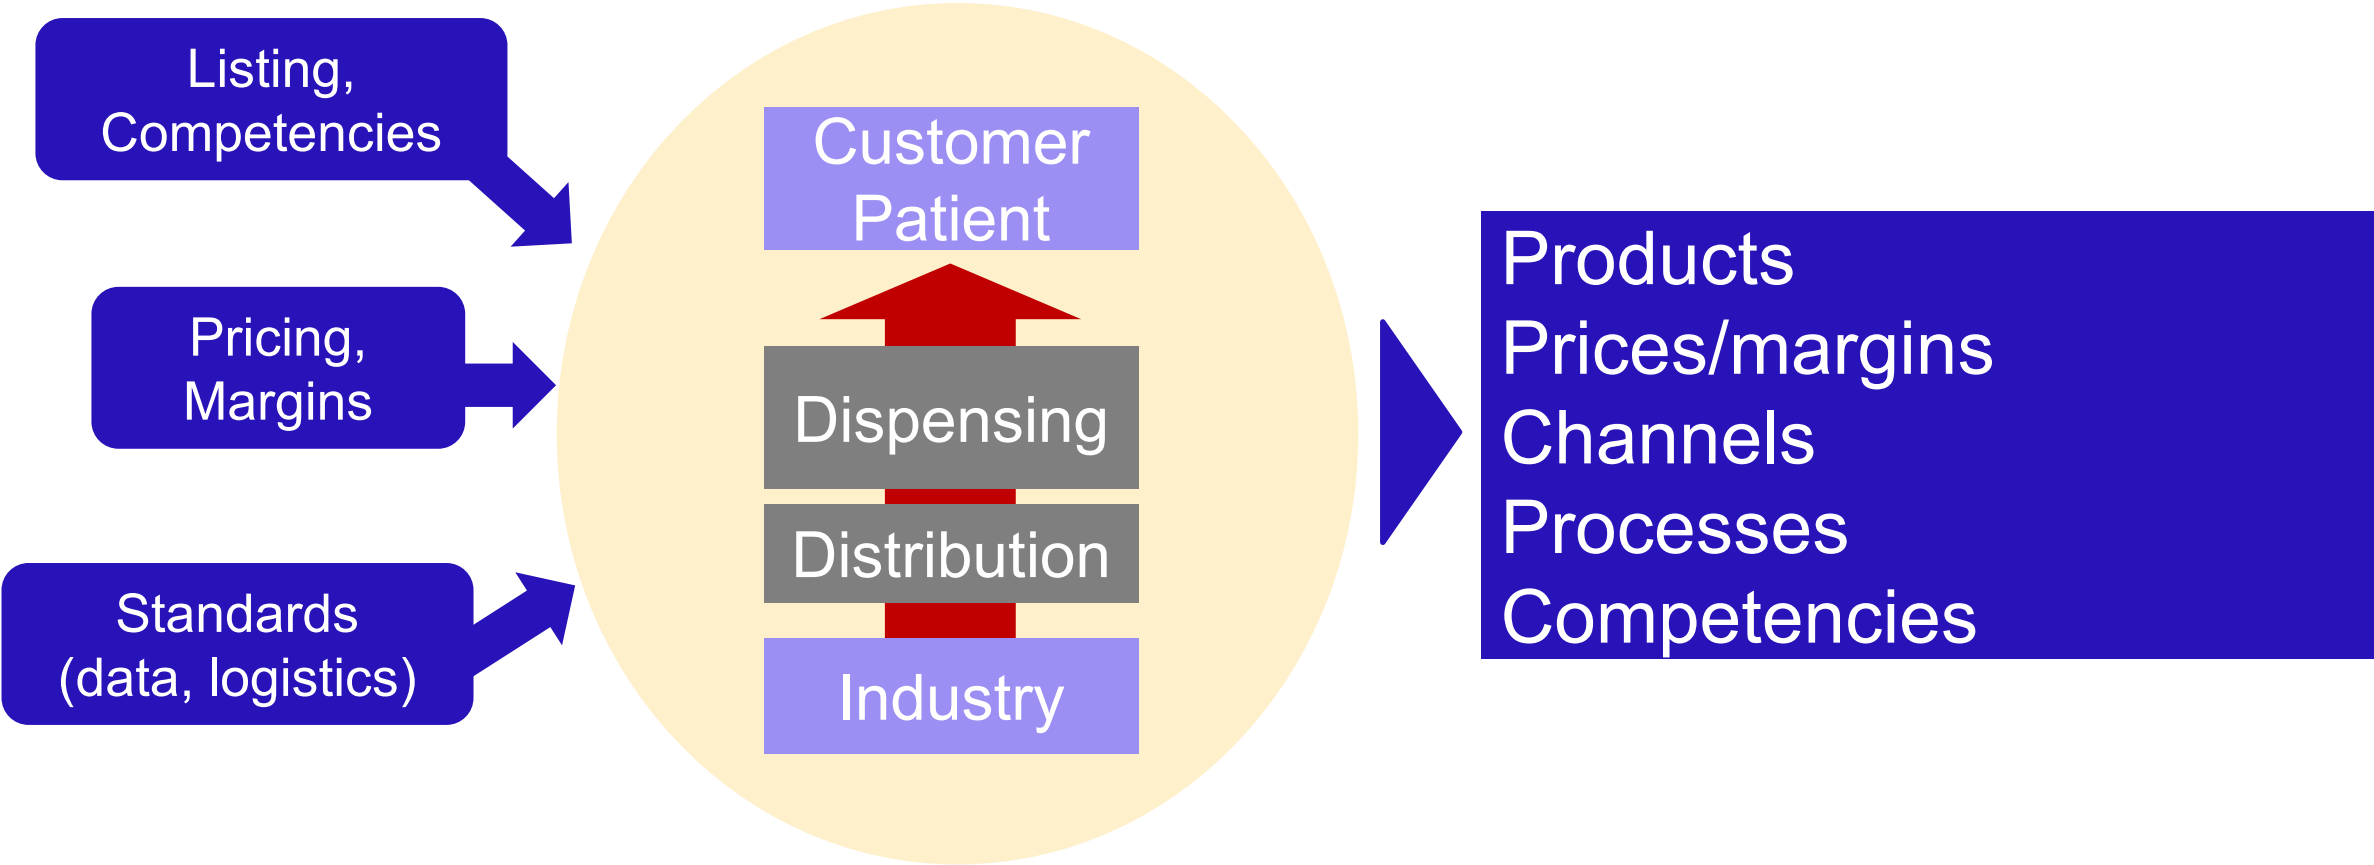 Listing,
Competencies
Pricing,
Margins
Standards
(data, logistics)
Customer
Patient
Dispensing
Distribution
Industry
Products
Prices/margins
Channels
Processes
Competencies